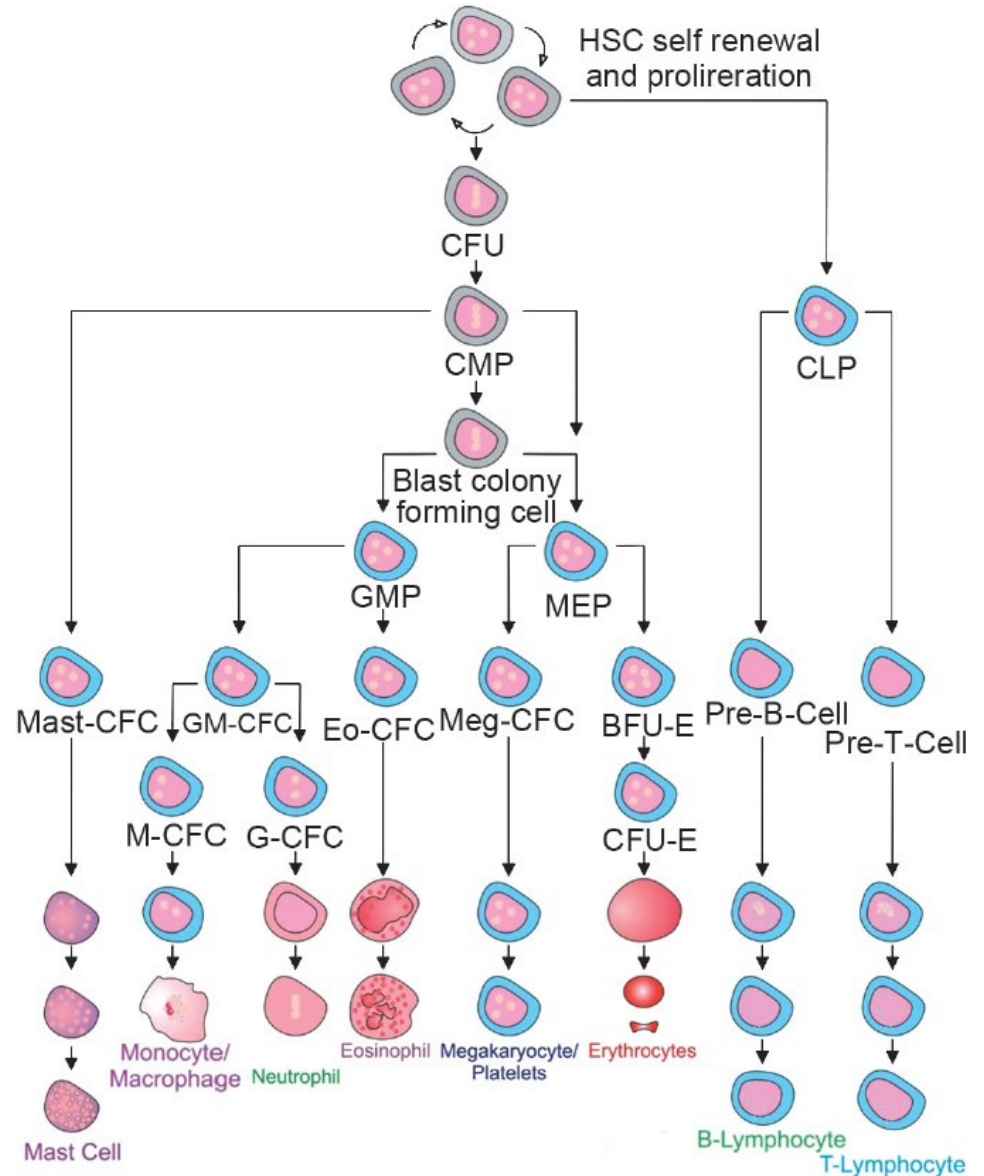 HSC self renewal
and prolireration
CFU
CMP
CLP
Blast colony
forming cell
GMP
MEP
Mast-CFC
GM-CFC
Eo-CFC
Meg-CFC
BFU-E
Pre-B-Cell
Pre-T-Cell
M-CFC
G-CFC
CFU-E
Monocyte/
Macrophage
Neutrophil
Eosinophil
Megakaryocyte/
Platelets
Erythrocytes
Mast Cell
B-Lymphocyte
T-Lymphocyte